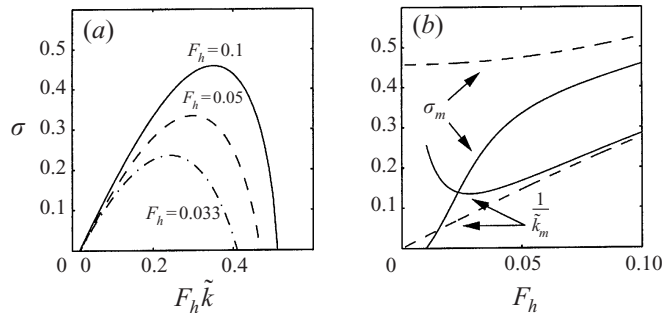 (a)
0.5
0.4
0.3
0.2
0.1
σ
F_h = 0.1
F_h = 0.05
F_h = 0.033
0 0.2 0.4
0
F_h k̃
(b)
0.5
0.4
0.3
0.2
0.1
σ_m
1/k̃_m
0 0.05 0.10
F_h